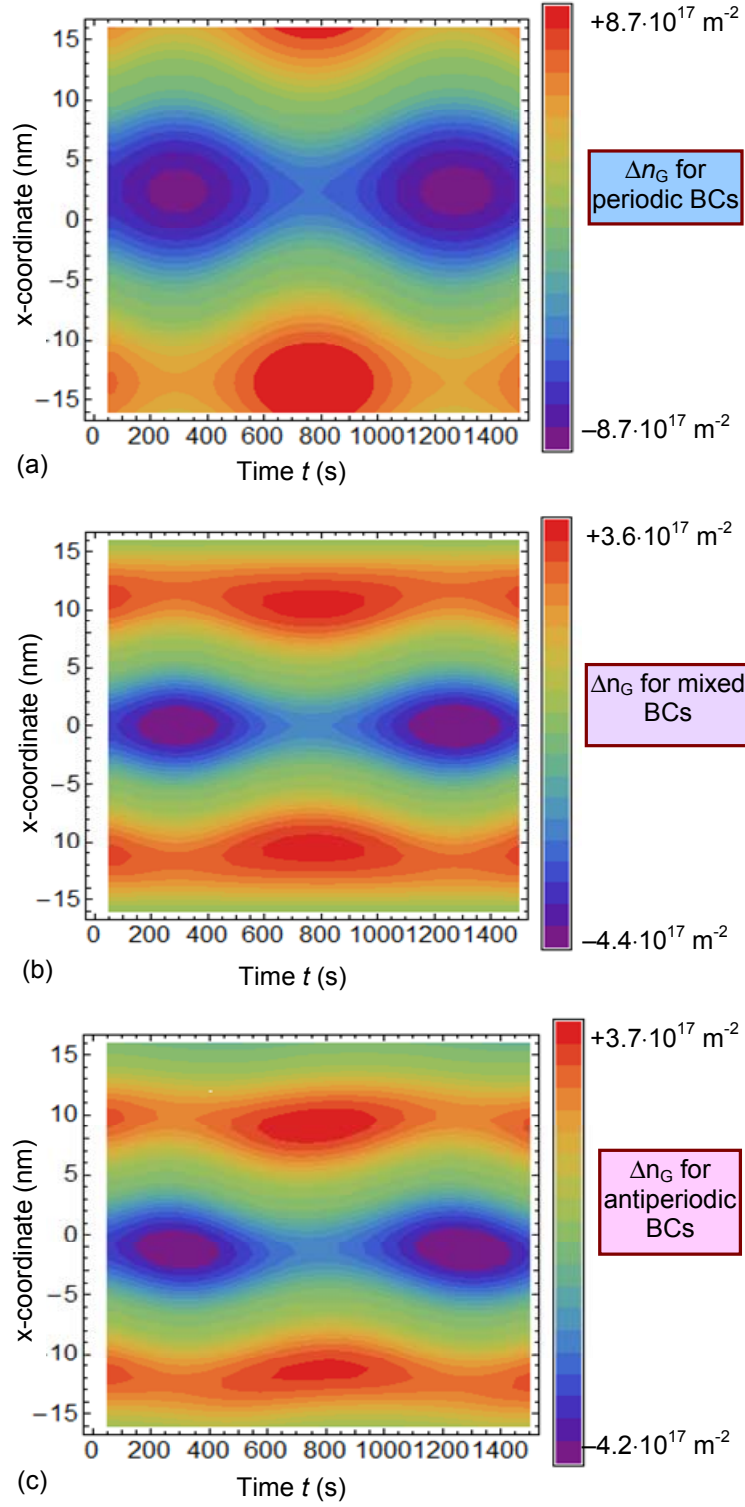 15
10
5
0
−5
−10
−15
x-coordinate (nm)
0 200 400 600 800 1000 1200 1400
Time t (s)
(a)
+8.7·10¹⁷ m⁻²
−8.7·10¹⁷ m⁻²
Δn_G for
periodic BCs
15
10
5
0
−5
−10
−15
x-coordinate (nm)
0 200 400 600 800 1000 1200 1400
Time t (s)
(b)
+3.6·10¹⁷ m⁻²
−4.4·10¹⁷ m⁻²
Δn_G for mixed
BCs
15
10
5
0
−5
−10
−15
x-coordinate (nm)
0 200 400 600 800 1000 1200 1400
Time t (s)
(c)
+3.7·10¹⁷ m⁻²
−4.2·10¹⁷ m⁻²
Δn_G for
antiperiodic
BCs